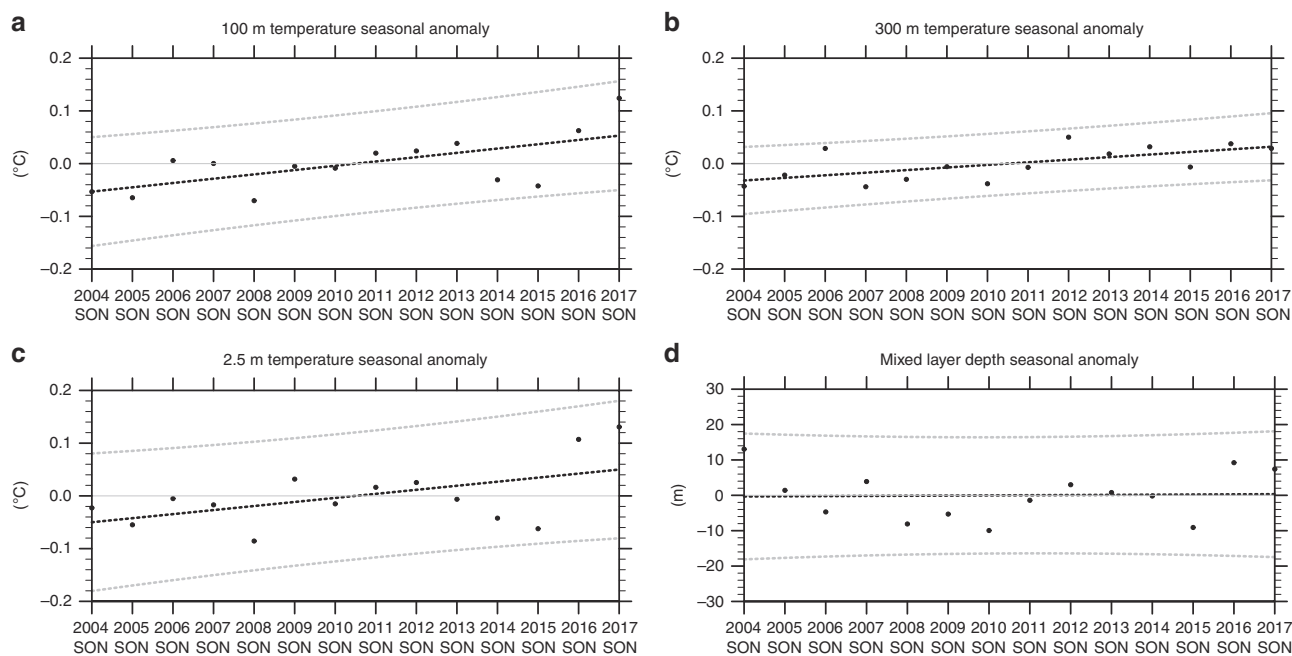 a
100 m temperature seasonal anomaly
0.2
0.1
0.0
–0.1
–0.2
(°C)
2004 2005 2006 2007 2008 2009 2010 2011 2012 2013 2014 2015 2016 2017
SON SON SON SON SON SON SON SON SON SON SON SON SON SON
b
300 m temperature seasonal anomaly
0.2
0.1
0.0
–0.1
–0.2
(°C)
2004 2005 2006 2007 2008 2009 2010 2011 2012 2013 2014 2015 2016 2017
SON SON SON SON SON SON SON SON SON SON SON SON SON SON
c
2.5 m temperature seasonal anomaly
0.2
0.1
0.0
–0.1
–0.2
(°C)
2004 2005 2006 2007 2008 2009 2010 2011 2012 2013 2014 2015 2016 2017
SON SON SON SON SON SON SON SON SON SON SON SON SON SON
d
Mixed layer depth seasonal anomaly
30
20
10
0
–10
–20
–30
(m)
2004 2005 2006 2007 2008 2009 2010 2011 2012 2013 2014 2015 2016 2017
SON SON SON SON SON SON SON SON SON SON SON SON SON SON